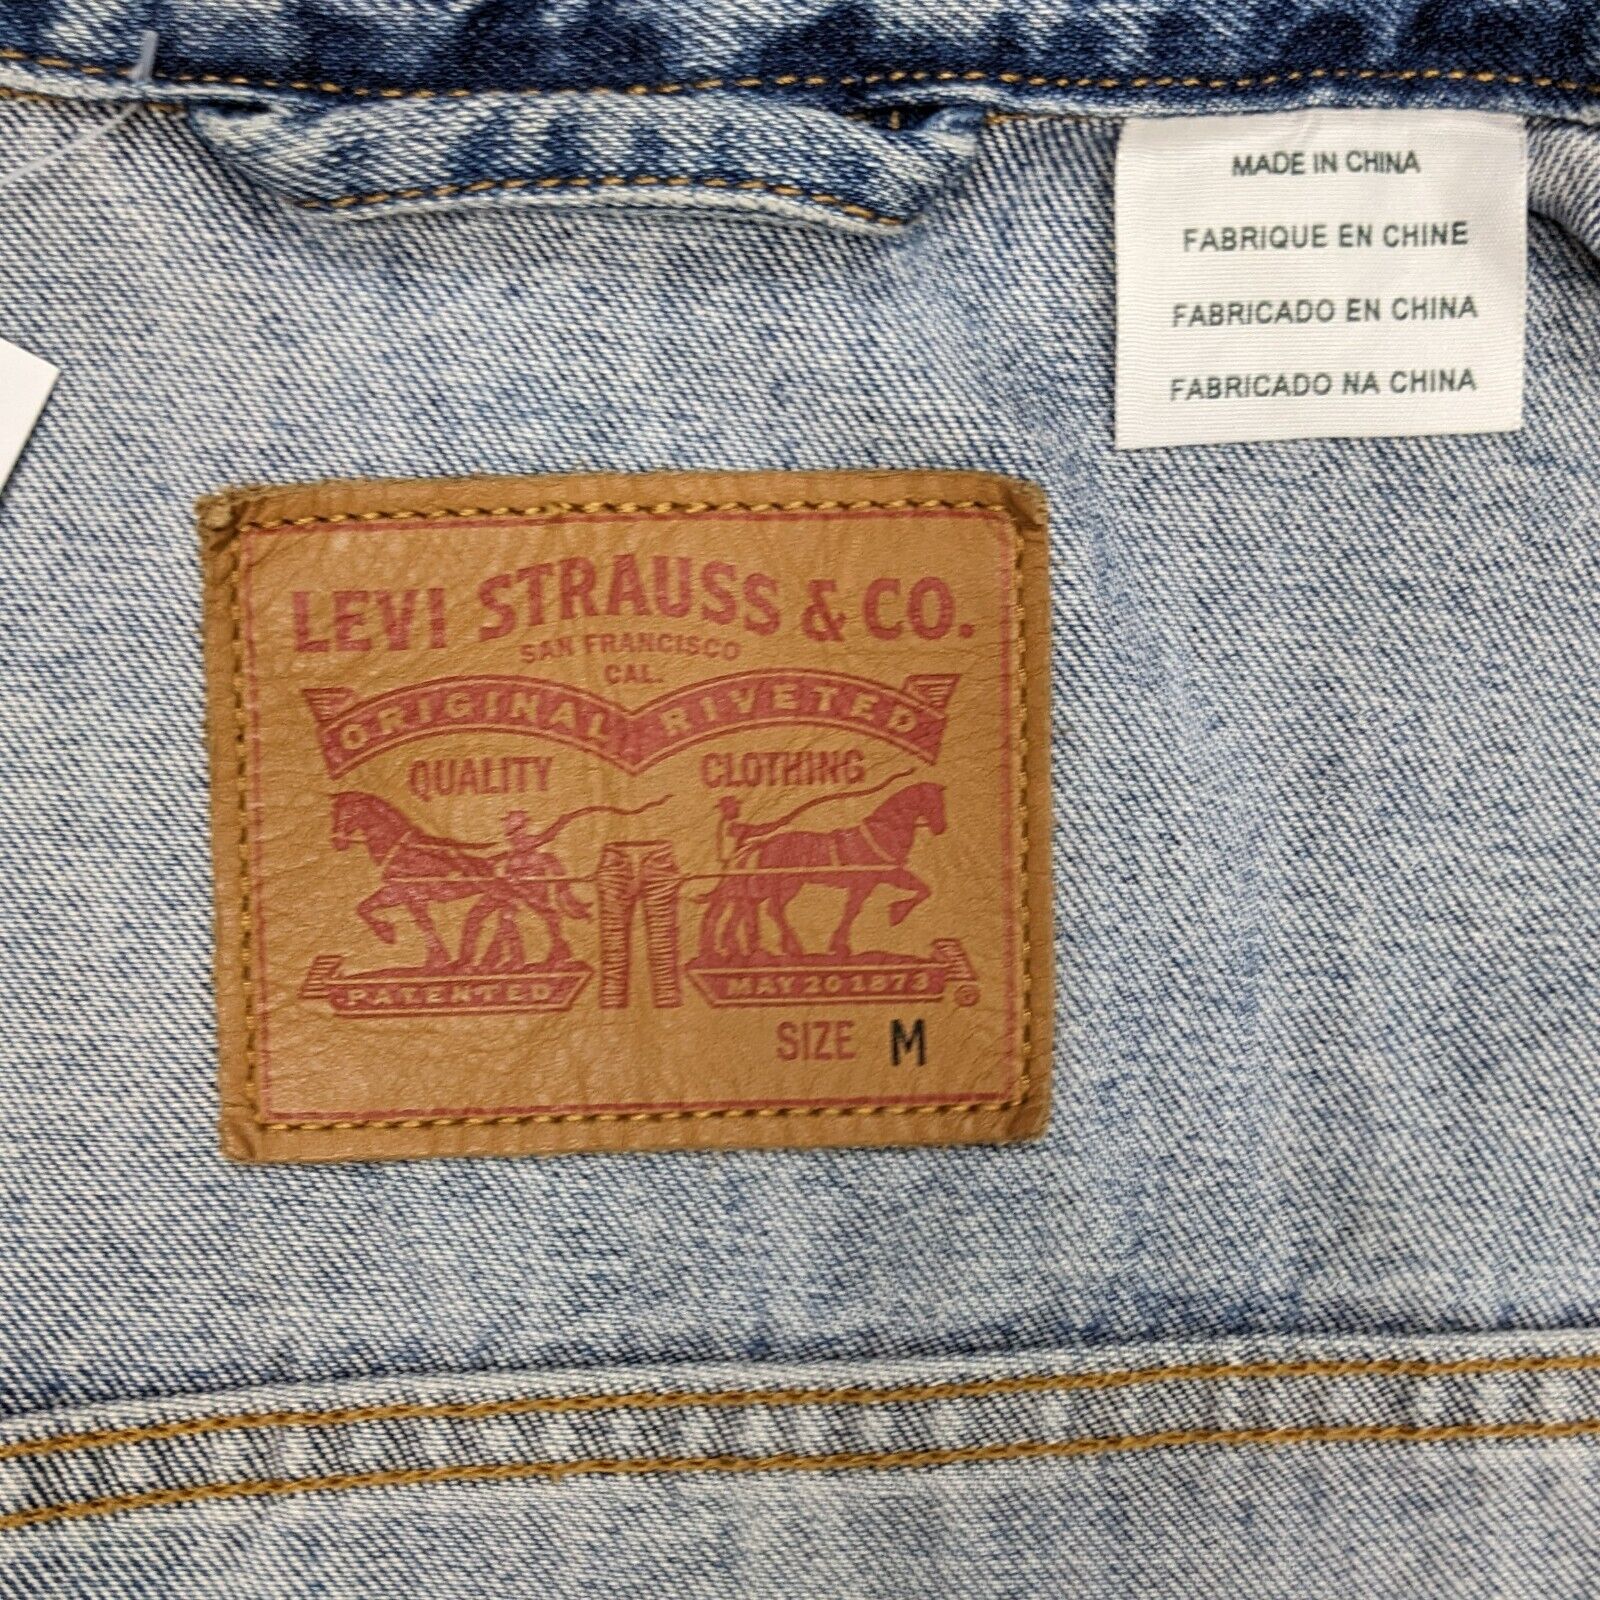 MADE IN CHINA
FABRIQUE EN CHINE
FABRICADO EN CHINA
FABRICADO NA CHINA
LEVI STRAUSS & CO.
SAN FRANCISCO
CAL.
ORIGINAL RIVETED
QUALITY CLOTHING
PATENTED MAY 20 1873 ©
SIZE M